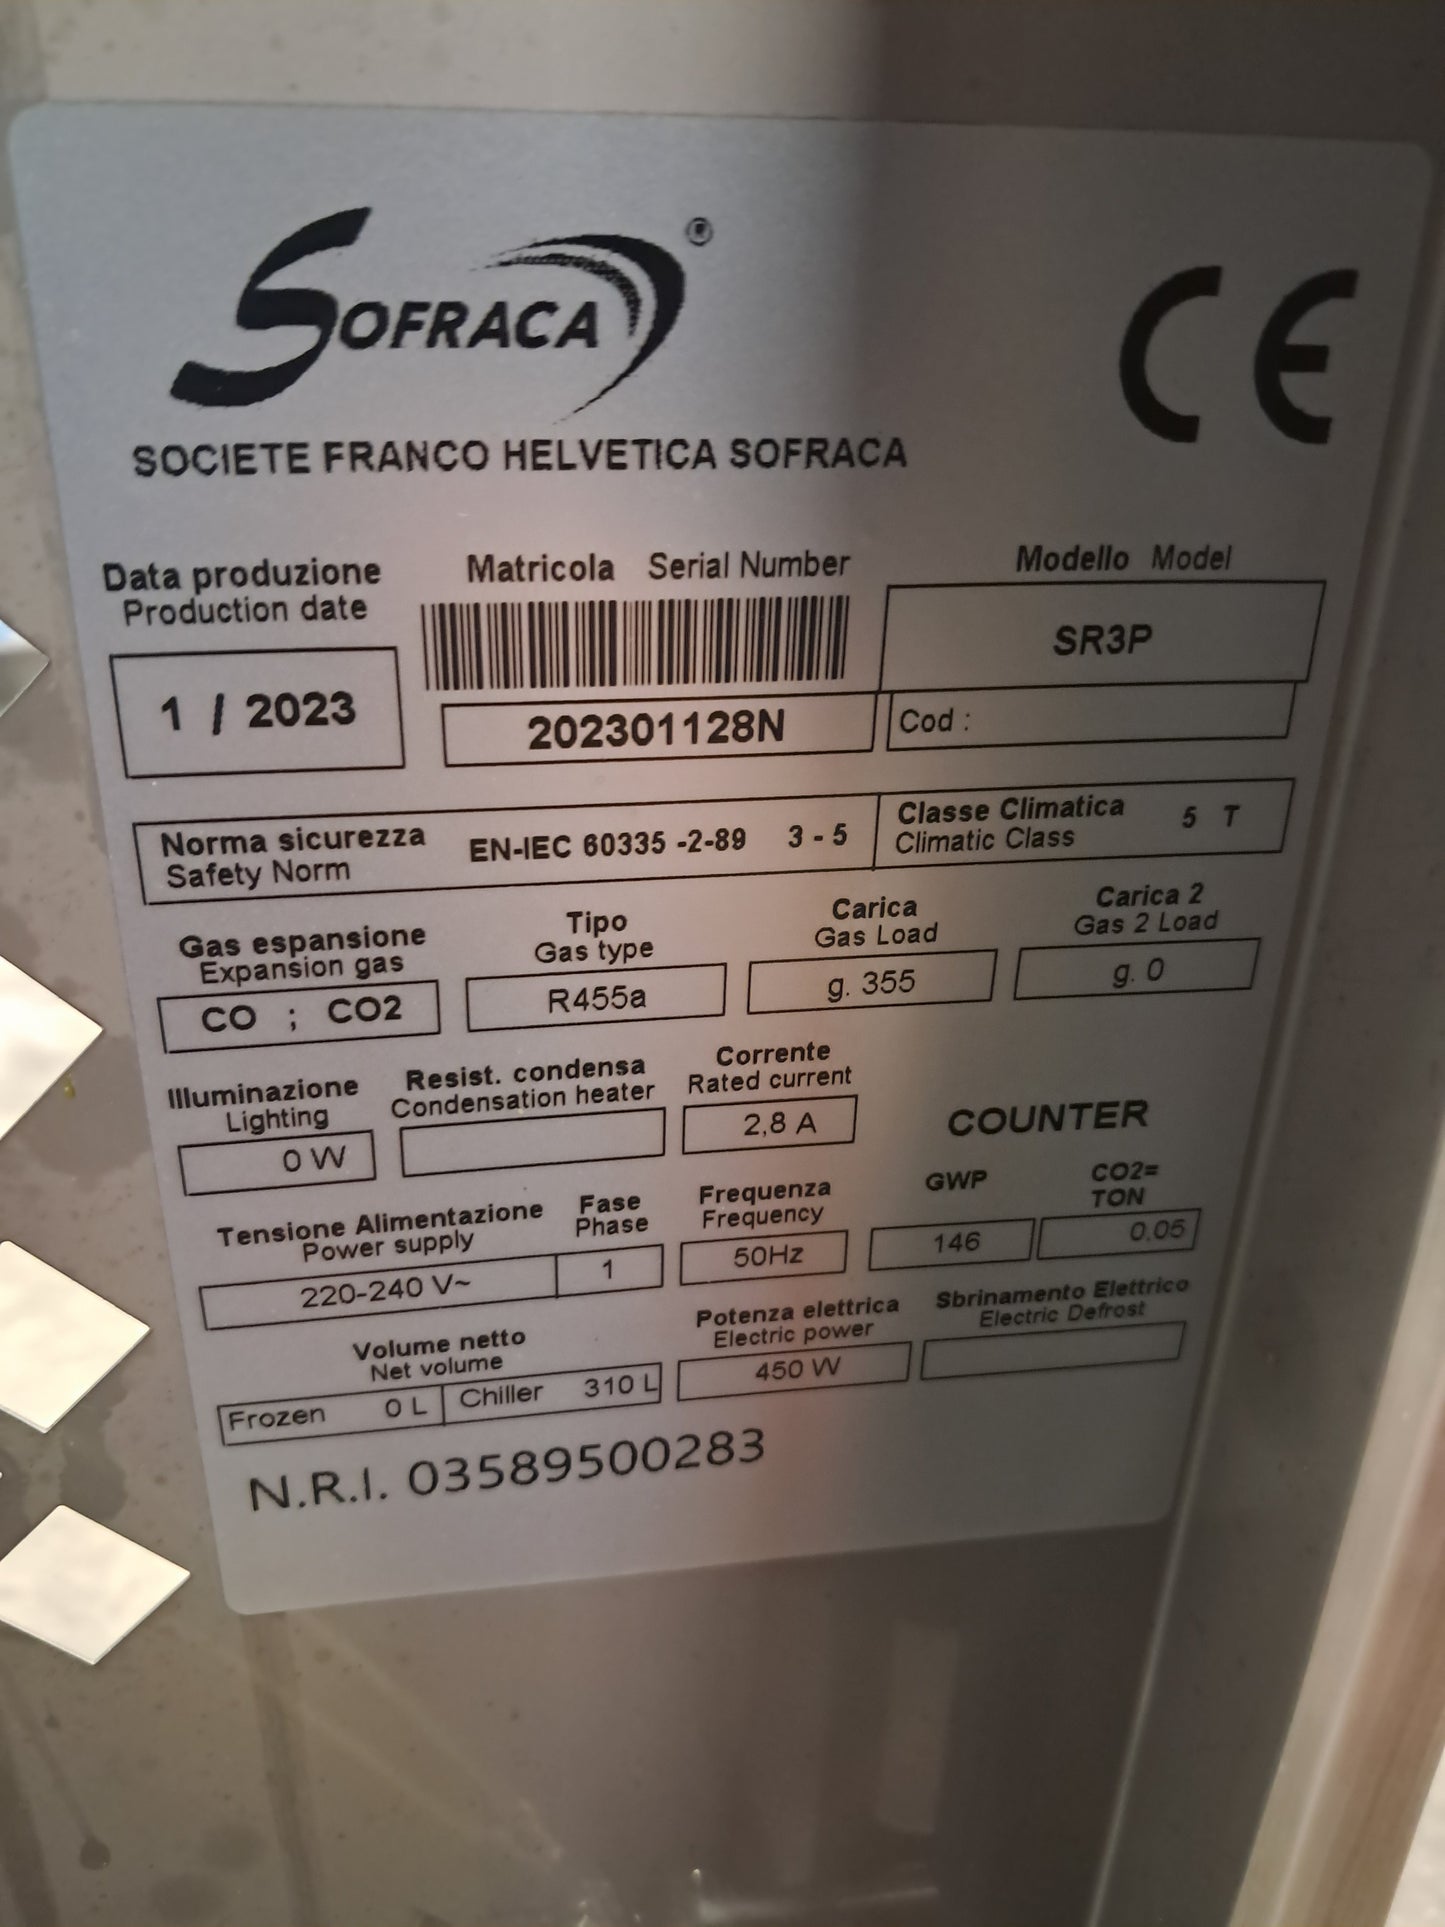 SOFRACA ®
CE
SOCIETE FRANCO HELVETICA SOFRACA
Data produzione
Production date
1 / 2023
Matricola Serial Number
202301128N
Modello Model
SR3P
Cod :
Norma sicurezza
Safety Norm
EN-IEC 60335 -2-89 3 - 5
Classe Climatica
Climatic Class
5 T
Gas espansione
Expansion gas
CO ; CO2
Tipo
Gas type
R455a
Carica
Gas Load
g. 355
Carica 2
Gas 2 Load
g. 0
Illuminazione
Lighting
0 W
Resist. condensa
Condensation heater
Corrente
Rated current
2,8 A
COUNTER
Tensione Alimentazione
Power supply
220-240 V~
Fase
Phase
1
Frequenza
Frequency
50Hz
GWP
146
CO2=
TON
0.05
Volume netto
Net volume
Frozen 0 L
Chiller 310 L
Potenza elettrica
Electric power
450 W
Sbrinamento Elettrico
Electric Defrost
N.R.I. 03589500283